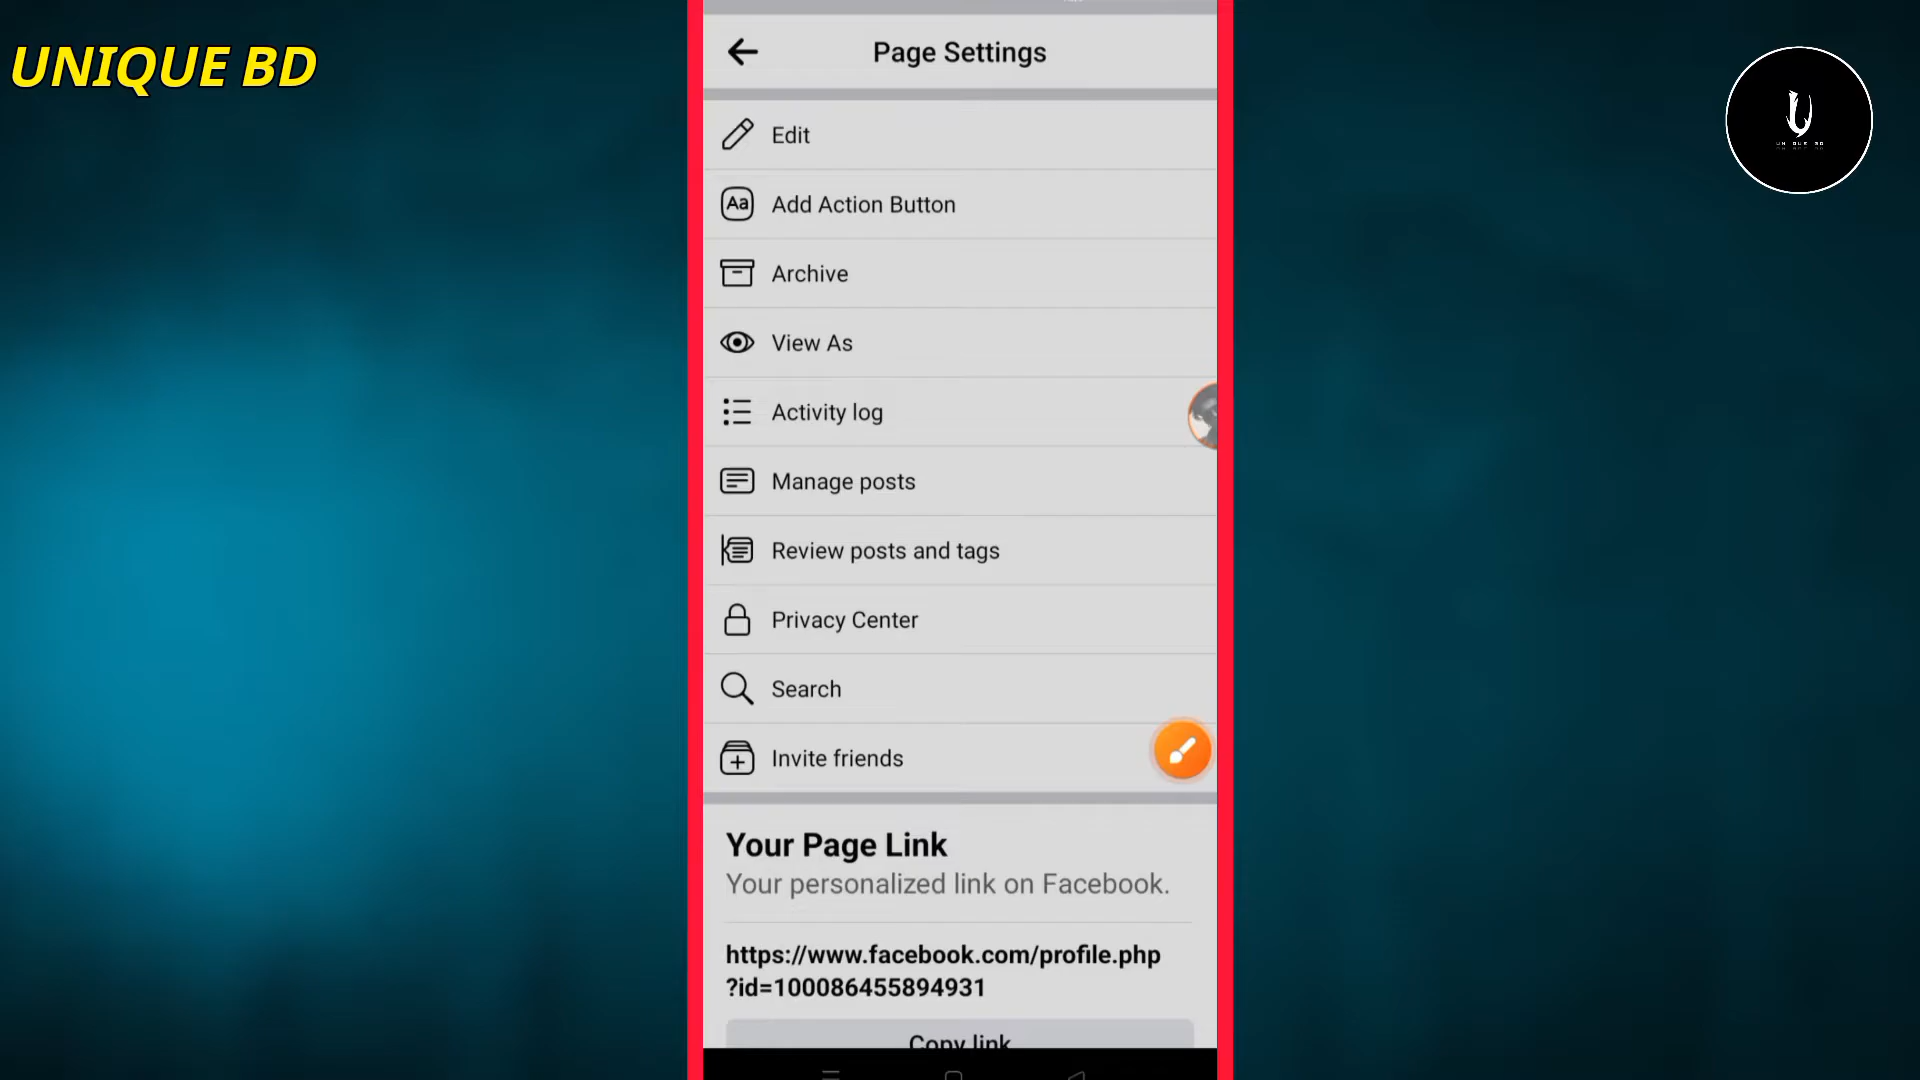 UNIQUE BD
Page Settings
Edit
Aa Add Action Button
Archive
View As
Activity log
Manage posts
Review posts and tags
Privacy Center
Search
Invite friends
Your Page Link
Your personalized link on Facebook.
https://www.facebook.com/profile.php
?id=100086455894931
Copy link